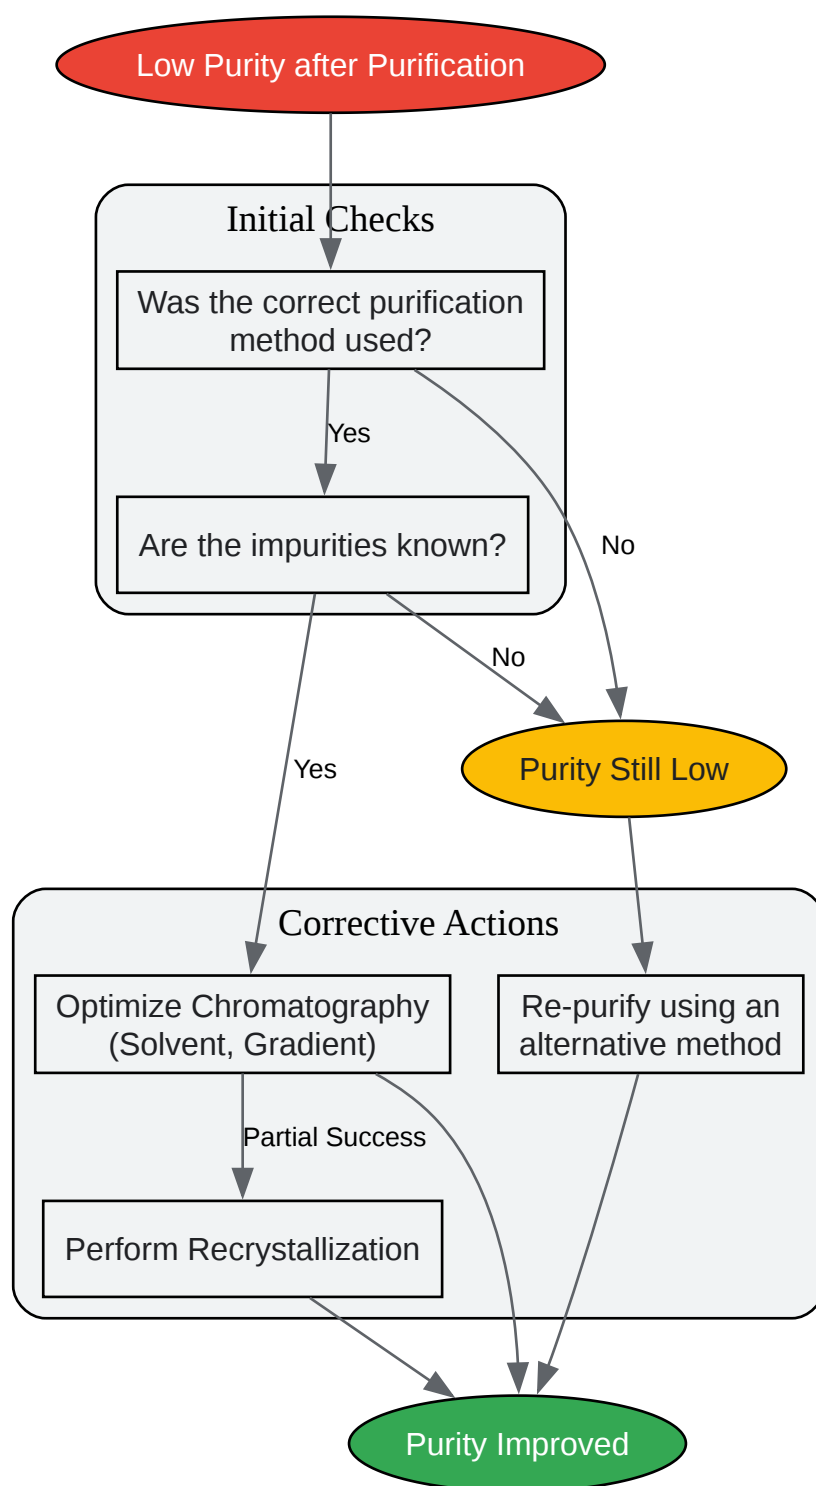 Low Purity after Purification
Initial Checks
Was the correct purification
method used?
Yes
Are the impurities known?
No
No
Yes
Purity Still Low
Corrective Actions
Optimize Chromatography
(Solvent, Gradient)
Re-purify using an
alternative method
Partial Success
Perform Recrystallization
Purity Improved